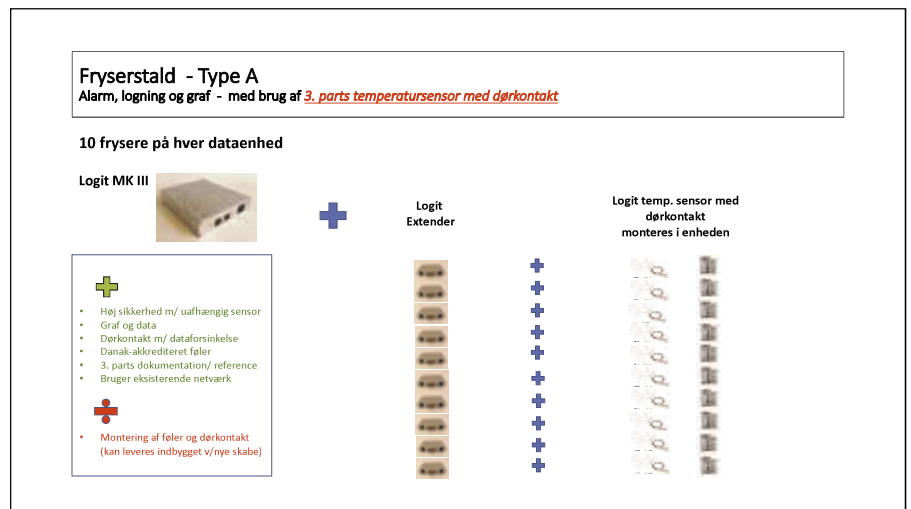 Fryserstald - Type A
Alarm, logning og graf - med brug af 3. parts temperatursensor med dørkontakt
10 frysere på hver dataenhed
Logit MK III
Logit
Extender
Logit temp. sensor med
dørkontakt
monteres i enheden
• Høj sikkerhed m/ uafhængig sensor
• Graf og data
• Dørkontakt m/ dataforsinkelse
• Danak-akkrediteret føler
• 3. parts dokumentation/ reference
• Bruger eksisterende netværk
• Montering af føler og dørkontakt
(kan leveres indbygget v/nye skabe)